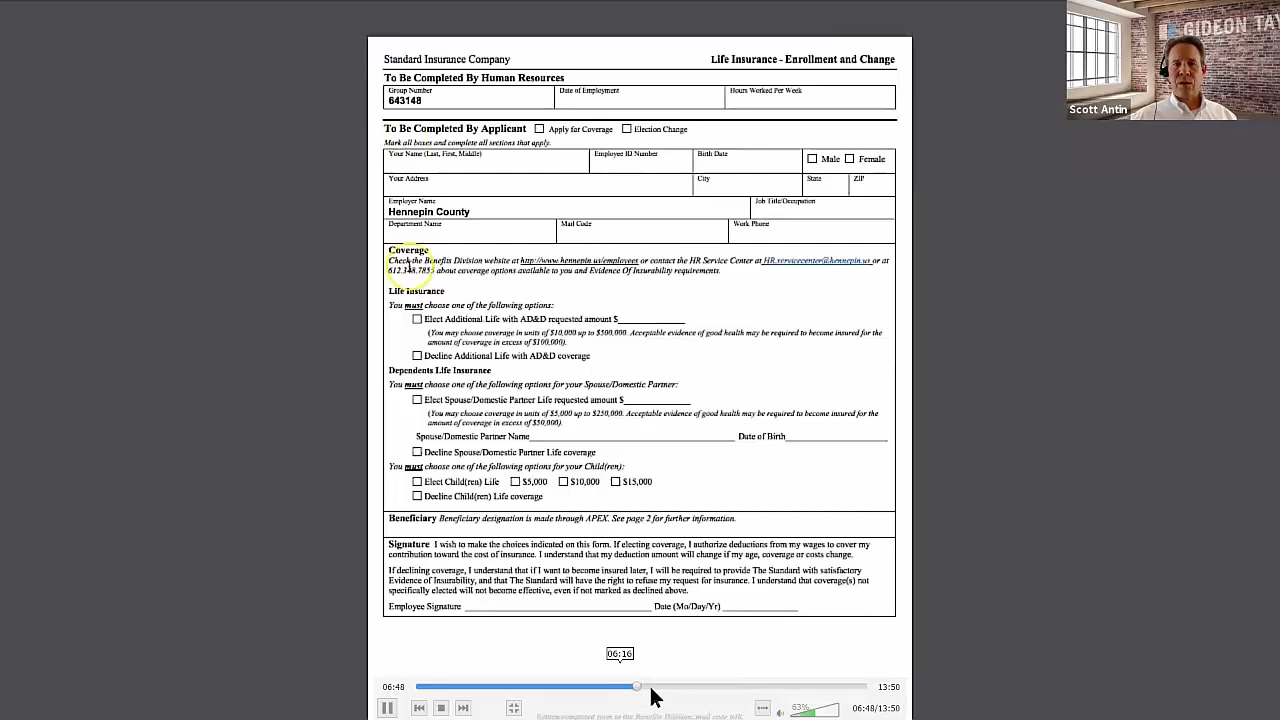 GIDEON TAY
Scott Antin
Standard Insurance Company
Life Insurance - Enrollment and Change
To Be Completed By Human Resources
Group Number
Date of Employment
Hours Worked Per Week
643148
To Be Completed By Applicant
Apply for Coverage
Election Change
Mark all boxes and complete all sections that apply.
Your Name (Last, First, Middle)
Employee ID Number
Birth Date
Male
Female
Your Address
City
State
ZIP
Employer Name
Job Title/Occupation
Hennepin County
Department Name
Mail Code
Work Phone
Coverage
Check the Benefits Division website at http://www.hennepin.us/employees or contact the HR Service Center at HR.servicecenter@hennepin.us or at
612.348.7855 about coverage options available to you and Evidence Of Insurability requirements.
Life Insurance
You must choose one of the following options:
Elect Additional Life with AD&D requested amount $
(You may choose coverage in units of $10,000 up to $500,000. Acceptable evidence of good health may be required to become insured for the
amount of coverage in excess of $100,000).
Decline Additional Life with AD&D coverage
Dependents Life Insurance
You must choose one of the following options for your Spouse/Domestic Partner:
Elect Spouse/Domestic Partner Life requested amount $
(You may choose coverage in units of $5,000 up to $250,000. Acceptable evidence of good health may be required to become insured for the
amount of coverage in excess of $50,000).
Spouse/Domestic Partner Name
Date of Birth
Decline Spouse/Domestic Partner Life coverage
You must choose one of the following options for your Child(ren):
Elect Child(ren) Life
$5,000
$10,000
$15,000
Decline Child(ren) Life coverage
Beneficiary Beneficiary designation is made through APEX. See page 2 for further information.
Signature I wish to make the choices indicated on this form. If electing coverage, I authorize deductions from my wages to cover my
contribution toward the cost of insurance. I understand that my deduction amount will change if my age, coverage or costs change.
If declining coverage, I understand that if I want to become insured later, I will be required to provide The Standard with satisfactory
Evidence of Insurability, and that The Standard will have the right to refuse my request for insurance. I understand that coverage(s) not
specifically elected will not become effective, even if not marked as declined above.
Employee Signature
Date (Mo/Day/Yr)
06:16
06:48
13:50
63%
06:48/13:50